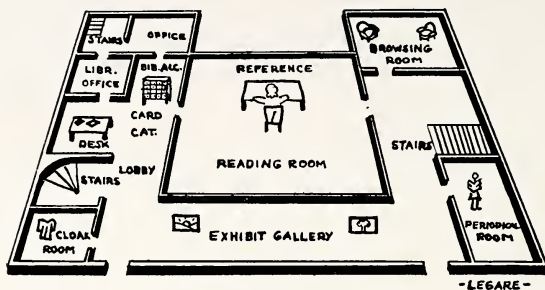 STAIRS
OFFICE
LIBR.
OFFICE
BIB. ALC.
CARD
CAT.
DESK
LOBBY
STAIRS
CLOAK
ROOM
REFERENCE
READING ROOM
EXHIBIT GALLERY
BROWSING
ROOM
STAIRS
PERIODICAL
ROOM
-LEGARE-